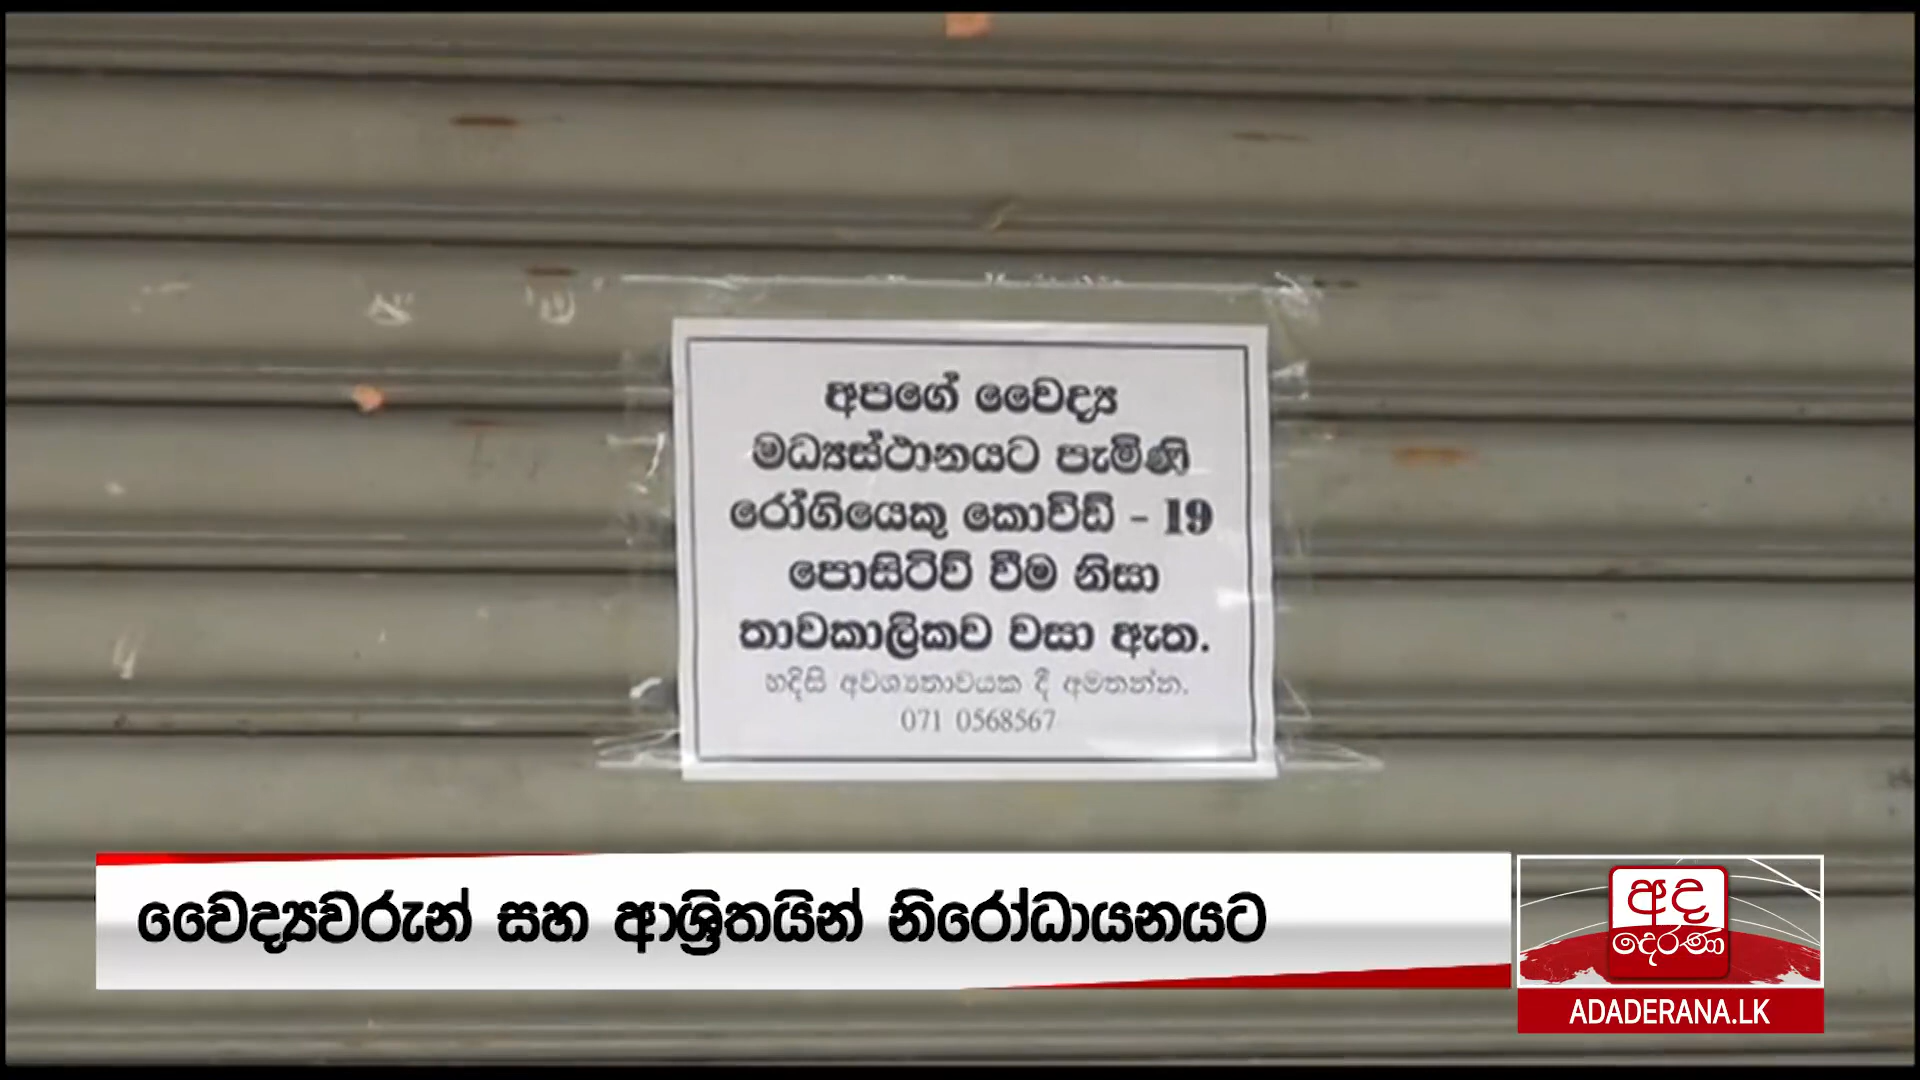 අපගේ වෛද්‍ය
මධ්‍යස්ථානයට පැමිණි
රෝගියෙකු කොවිඩ් - 19
පොසිටිව් වීම නිසා
තාවකාලිකව වසා ඇත.
හදිසි අවශ්‍යතාවයක දී අමතන්න.
071 0568567
වෛද්‍යවරුන් සහ ආශ්‍රිතයින් නිරෝධායනයට
අද
දෙරණ
ADADERANA.LK